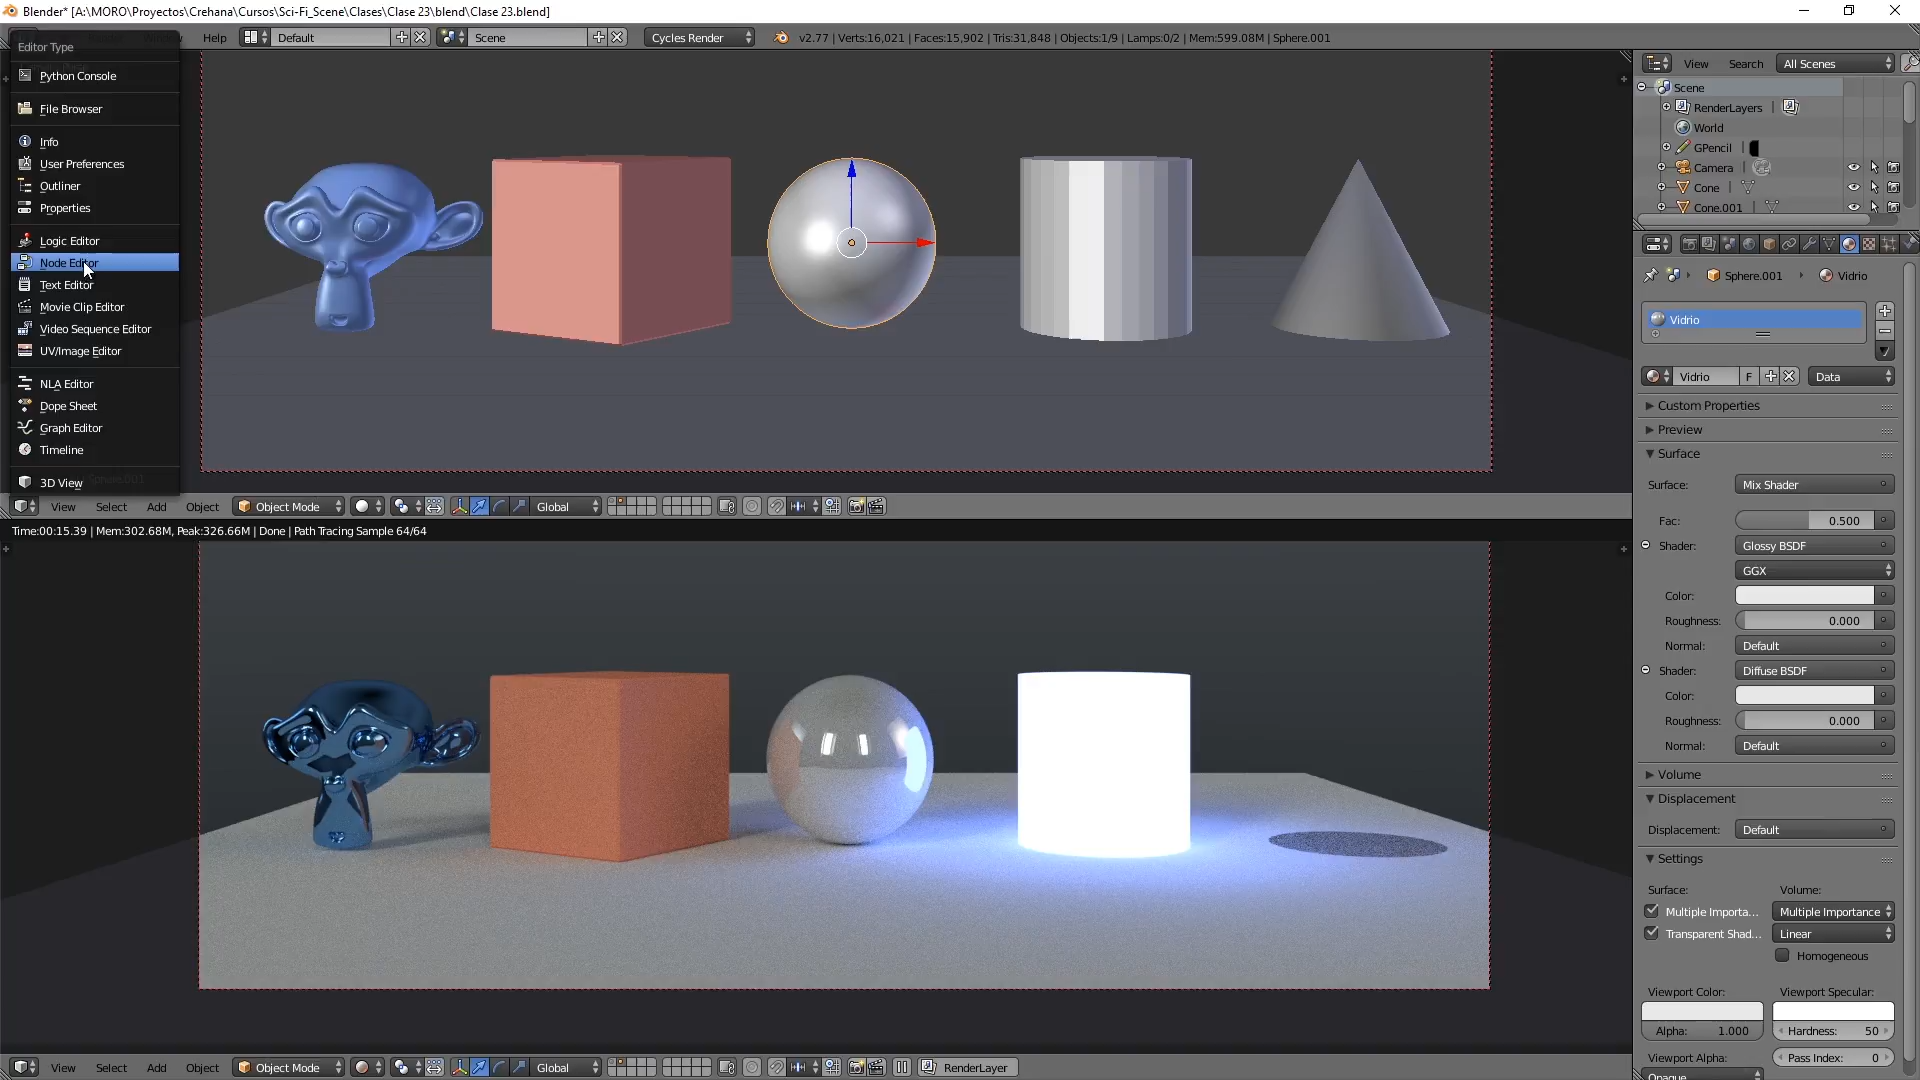 Blender* [A:\MORO\Proyectos\Crehana\Cursos\Sci-Fi_Scene\Clases\Clase 23\blend\Clase 23.blend]
Help
Default
Scene
Cycles Render
v2.77 | Verts:16,021 | Faces:15,902 | Tris:31,848 | Objects:1/9 | Lamps:0/2 | Mem:599.08M | Sphere.001
Editor Type
Python Console
File Browser
Info
User Preferences
Outliner
Properties
Logic Editor
Node Editor
Text Editor
Movie Clip Editor
Video Sequence Editor
UV/Image Editor
NLA Editor
Dope Sheet
Graph Editor
Timeline
3D View
View Select Add Object Object Mode Global
Time:00:15.39 | Mem:302.68M, Peak:326.66M | Done | Path Tracing Sample 64/64
View Select Add Object Object Mode Global RenderLayer
View Search All Scenes
Scene
RenderLayers |
World
GPencil |
Camera |
Cone |
Cone.001 |
Sphere.001 Vidrio
Vidrio
Vidrio F Data
Custom Properties
Preview
Surface
Surface: Mix Shader
Fac: 0.500
Shader: Glossy BSDF
GGX
Color:
Roughness: 0.000
Normal: Default
Shader: Diffuse BSDF
Color:
Roughness: 0.000
Normal: Default
Volume
Displacement
Displacement: Default
Settings
Surface: Volume:
Multiple Importa... Multiple Importance
Transparent Shad... Linear
Homogeneous
Viewport Color: Viewport Specular:
Alpha: 1.000 Hardness: 50
Viewport Alpha: Pass Index: 0
Opaque